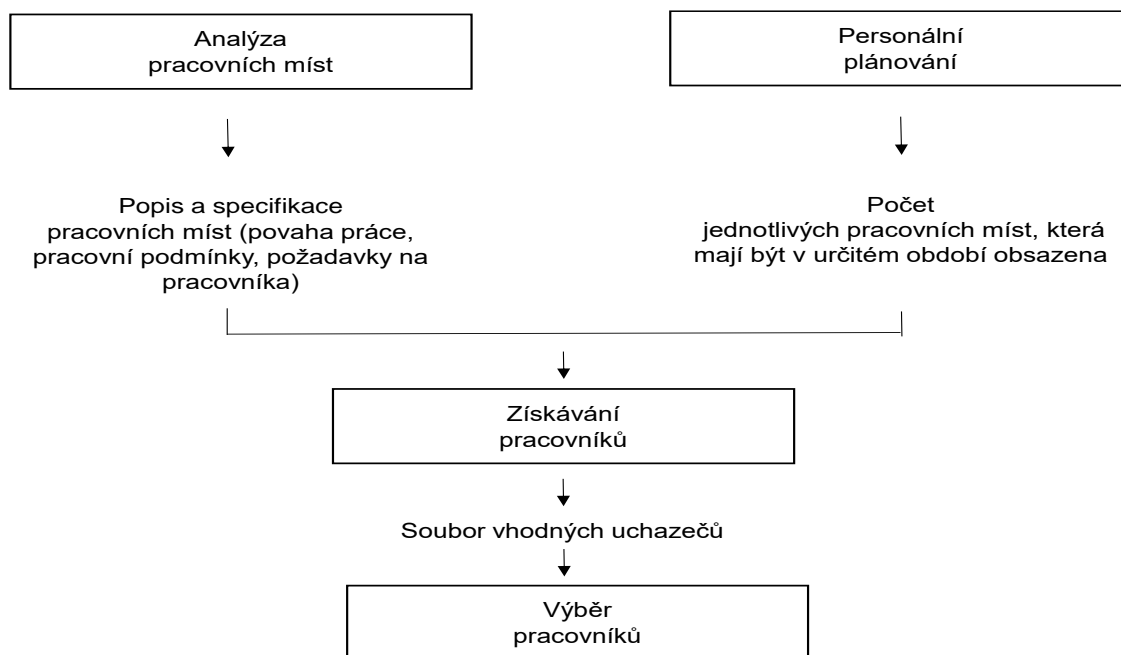 Analýza
pracovních míst
Personální
plánování
Popis a specifikace
pracovních míst (povaha práce,
pracovní podmínky, požadavky na
pracovníka)
Počet
jednotlivých pracovních míst, která
mají být v určitém období obsazena
Získávání
pracovníků
Soubor vhodných uchazečů
Výběr
pracovníků